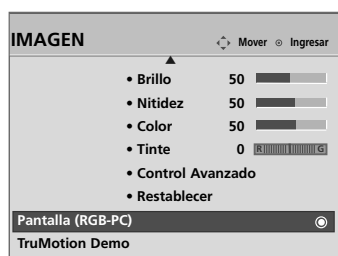 IMAGEN Mover Ingresar
• Brillo 50
• Nitidez 50
• Color 50
• Tinte 0 R G
• Control Avanzado
• Restablecer
Pantalla (RGB-PC)
TruMotion Demo